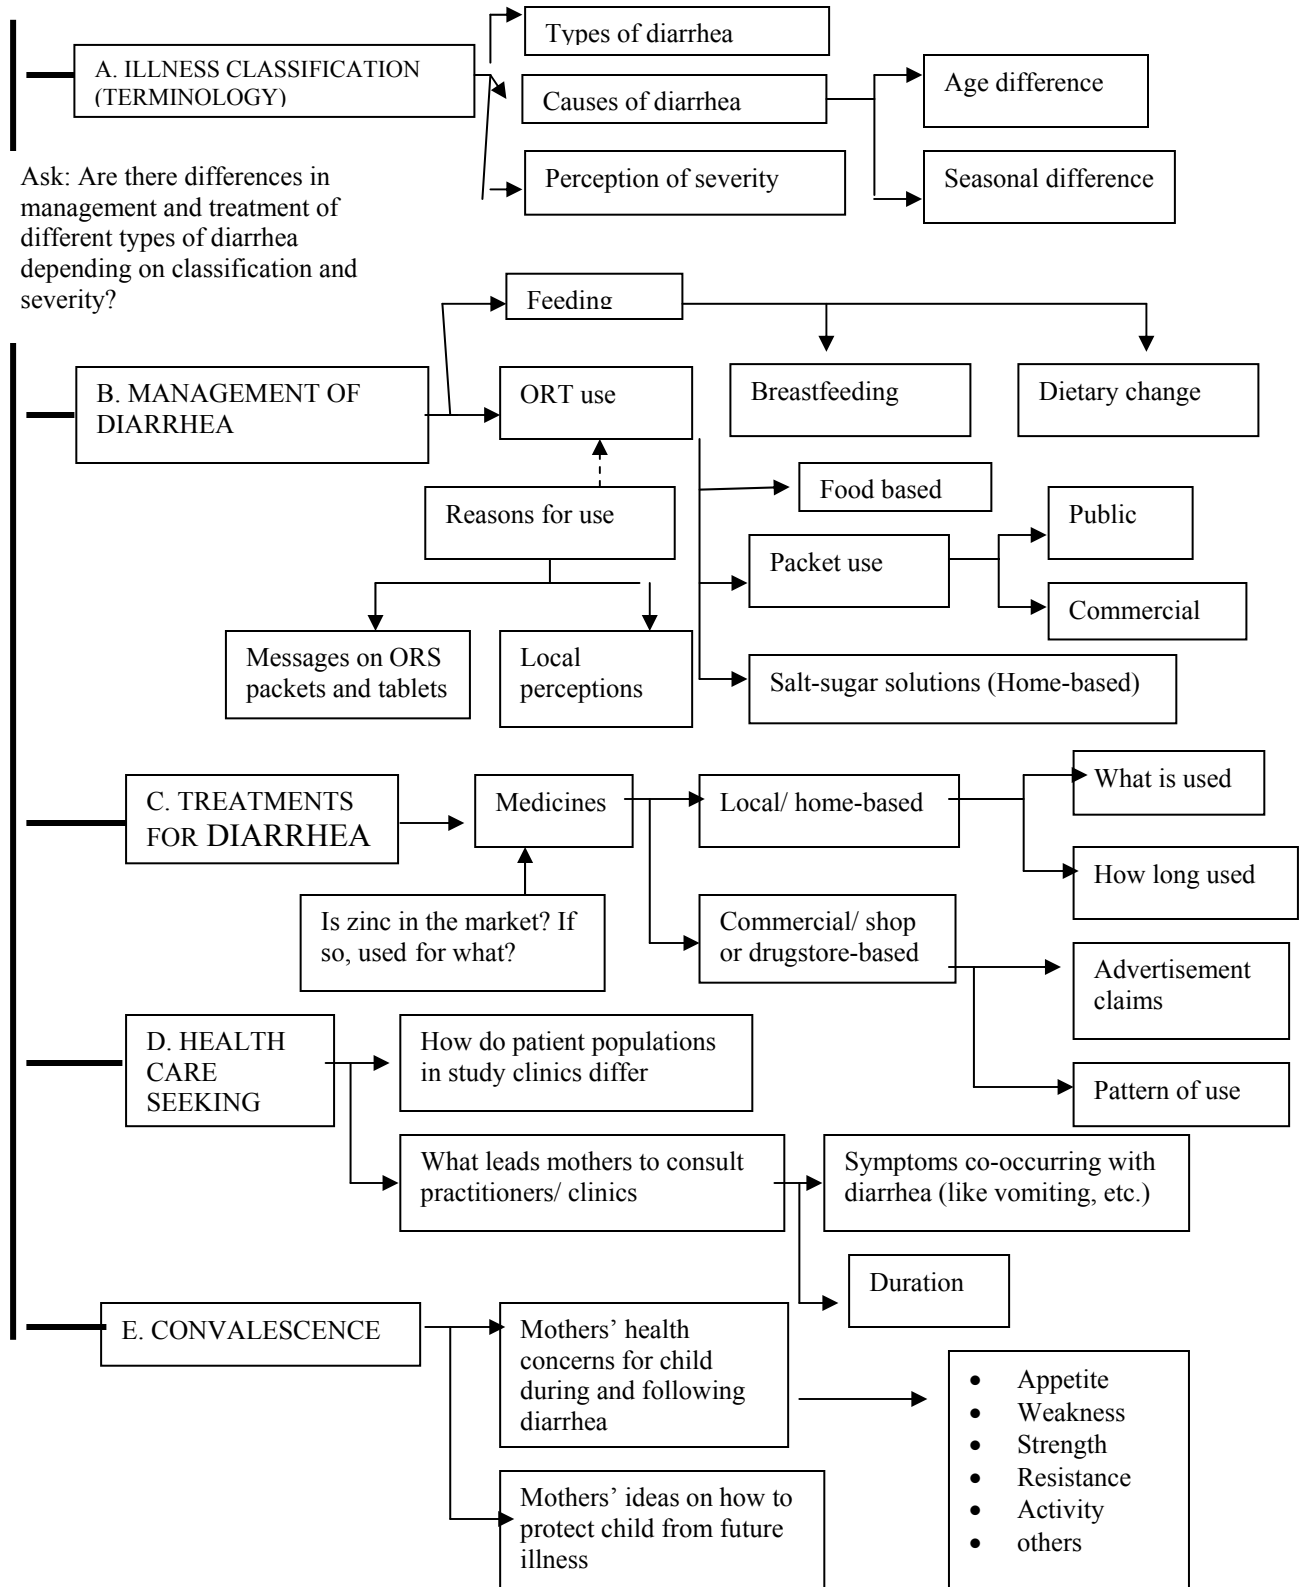 Types of diarrhea
A. ILLNESS CLASSIFICATION
(TERMINOLOGY)
Causes of diarrhea
Age difference
Perception of severity
Seasonal difference
Ask: Are there differences in
management and treatment of
different types of diarrhea
depending on classification and
severity?
Feeding
B. MANAGEMENT OF
DIARRHEA
ORT use
Breastfeeding
Dietary change
Reasons for use
Food based
Public
Packet use
Commercial
Messages on ORS
packets and tablets
Local
perceptions
Salt-sugar solutions (Home-based)
C. TREATMENTS
FOR DIARRHEA
Medicines
Local/ home-based
What is used
How long used
Is zinc in the market? If
so, used for what?
Commercial/ shop
or drugstore-based
Advertisement
claims
Pattern of use
D. HEALTH
CARE
SEEKING
How do patient populations
in study clinics differ
What leads mothers to consult
practitioners/ clinics
Symptoms co-occurring with
diarrhea (like vomiting, etc.)
Duration
E. CONVALESCENCE
Mothers’ health
concerns for child
during and following
diarrhea
• Appetite
• Weakness
• Strength
• Resistance
• Activity
• others
Mothers’ ideas on how to
protect child from future
illness